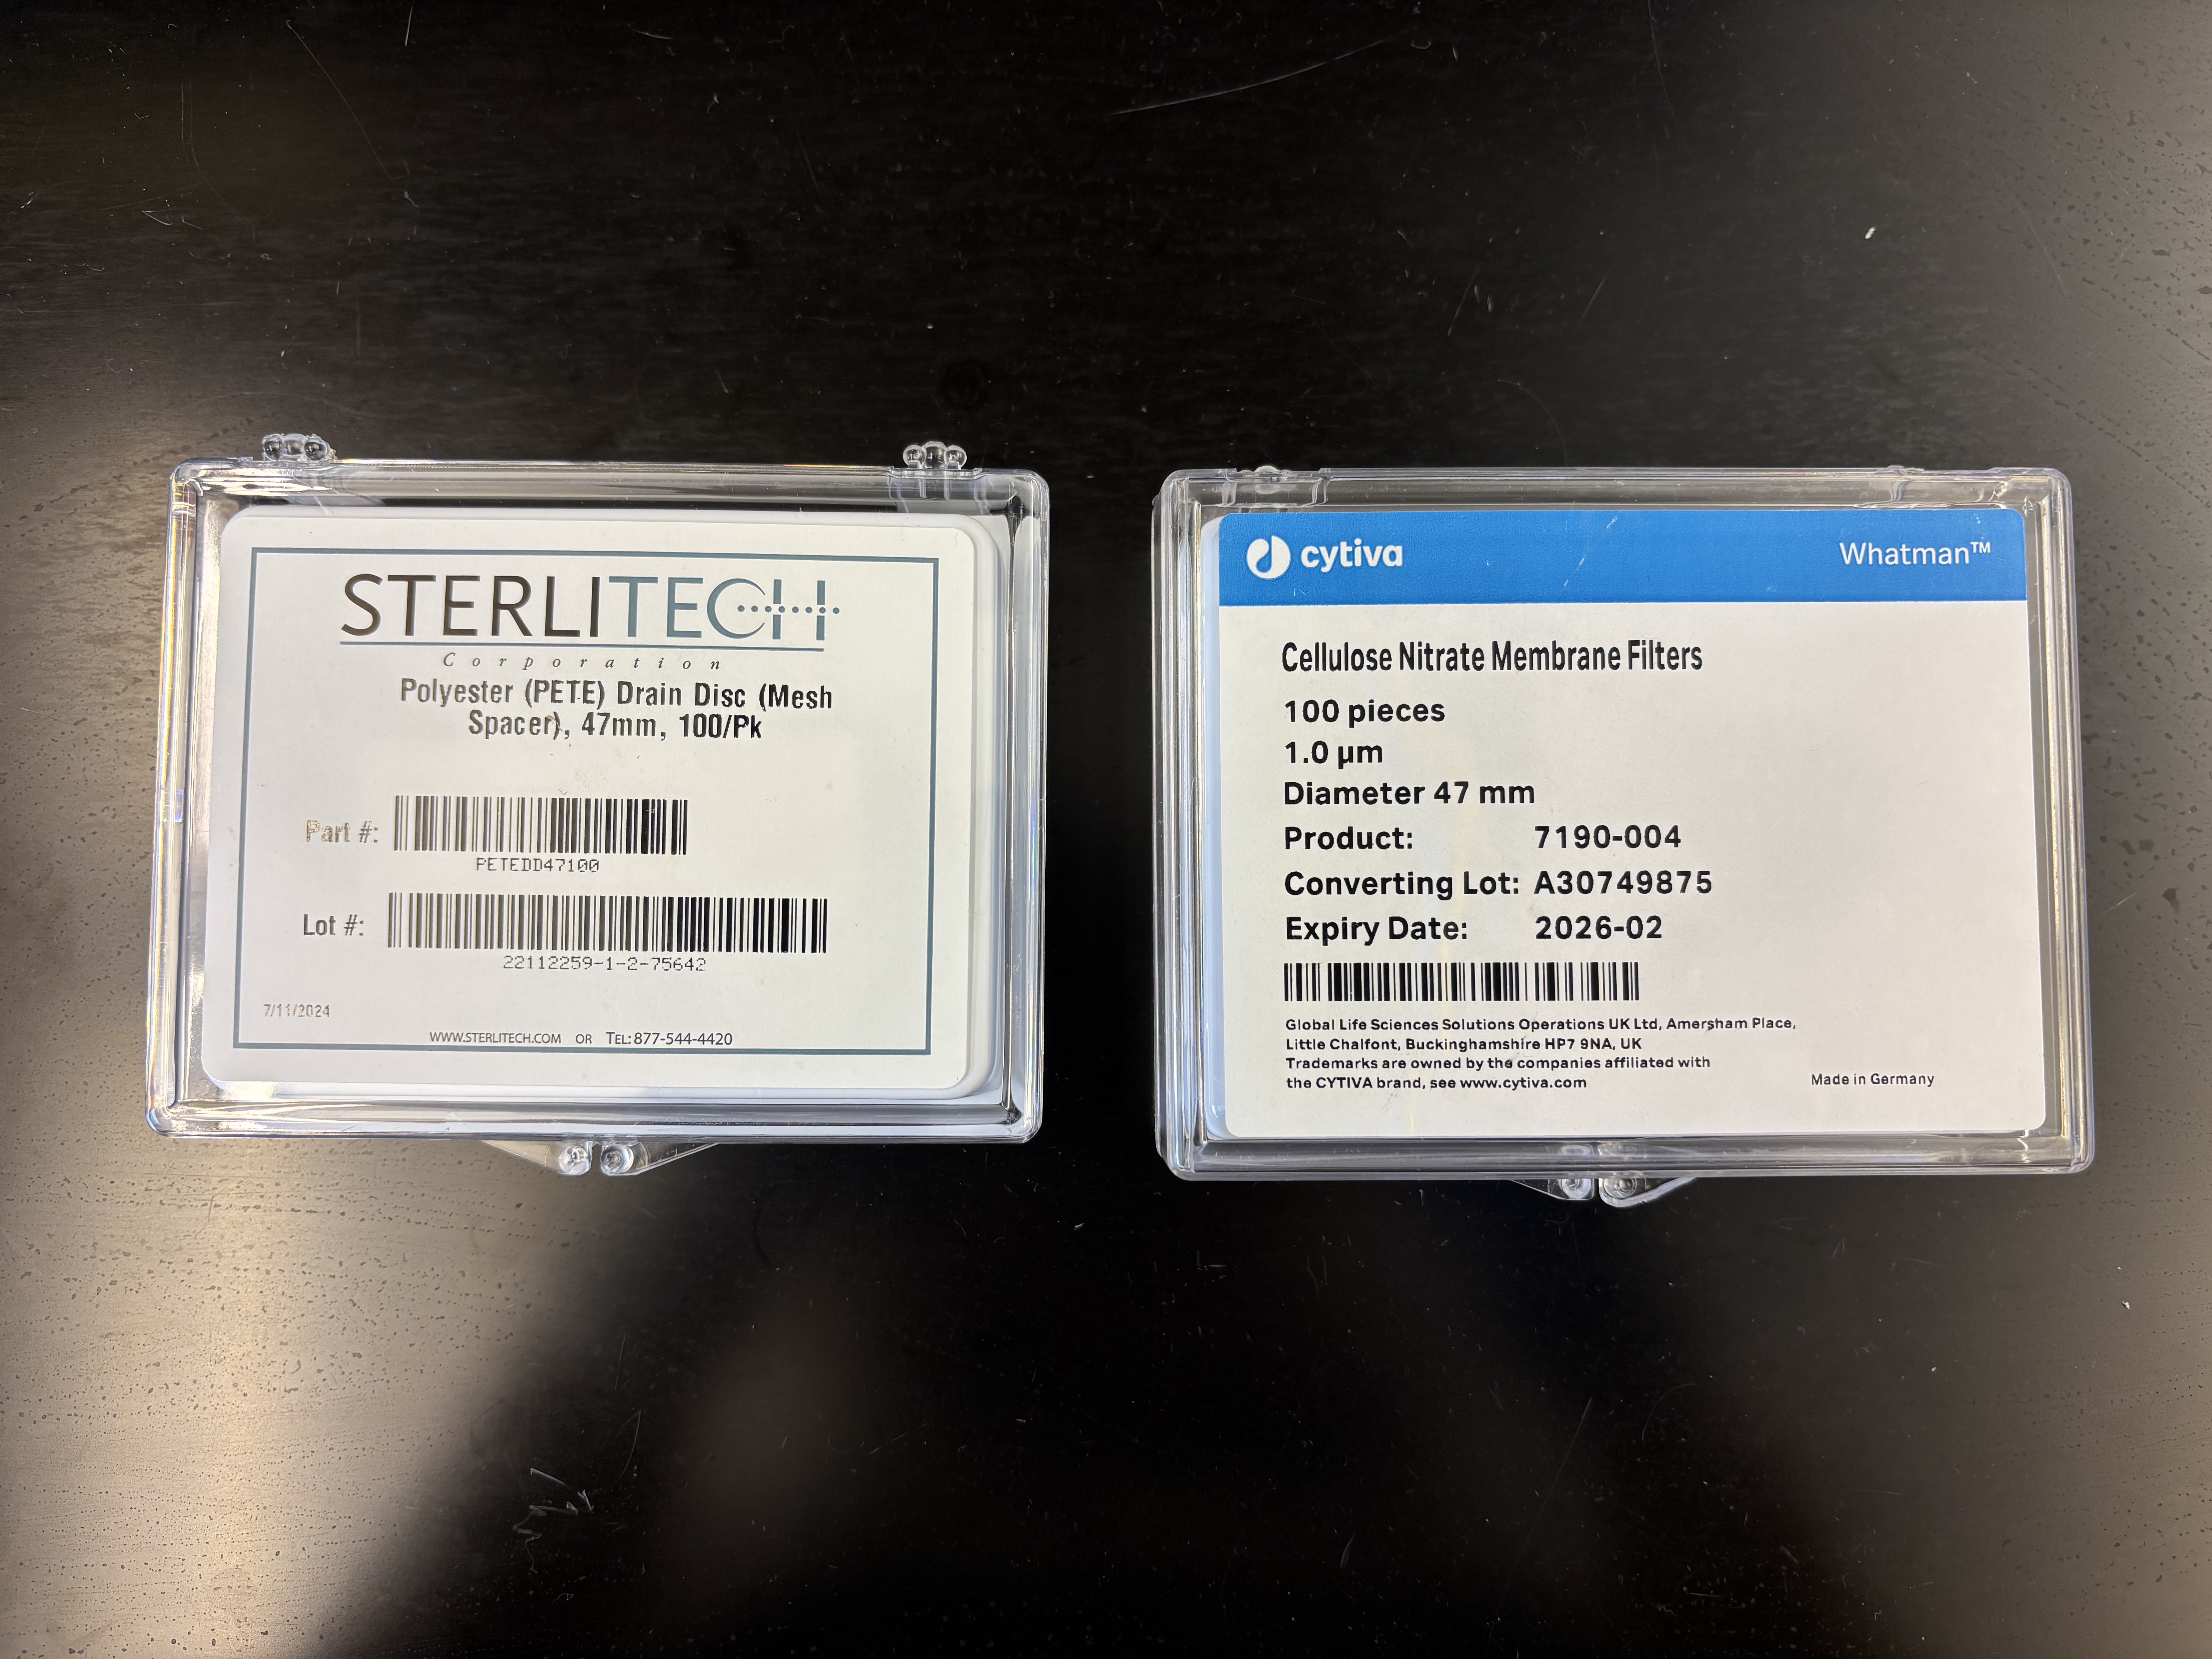 STERLITECH
Corporation
Polyester (PETE) Drain Disc (Mesh
Spacer), 47mm, 100/Pk
Part #:
PETEDD47100
Lot #:
22112259-1-2-75642
7/11/2024
WWW.STERLITECH.COM OR TEL: 877-544-4420
cytiva
Whatman™
Cellulose Nitrate Membrane Filters
100 pieces
1.0 µm
Diameter 47 mm
Product: 7190-004
Converting Lot: A30749875
Expiry Date: 2026-02
Global Life Sciences Solutions Operations UK Ltd, Amersham Place,
Little Chalfont, Buckinghamshire HP7 9NA, UK
Trademarks are owned by the companies affiliated with
the CYTIVA brand, see www.cytiva.com
Made in Germany